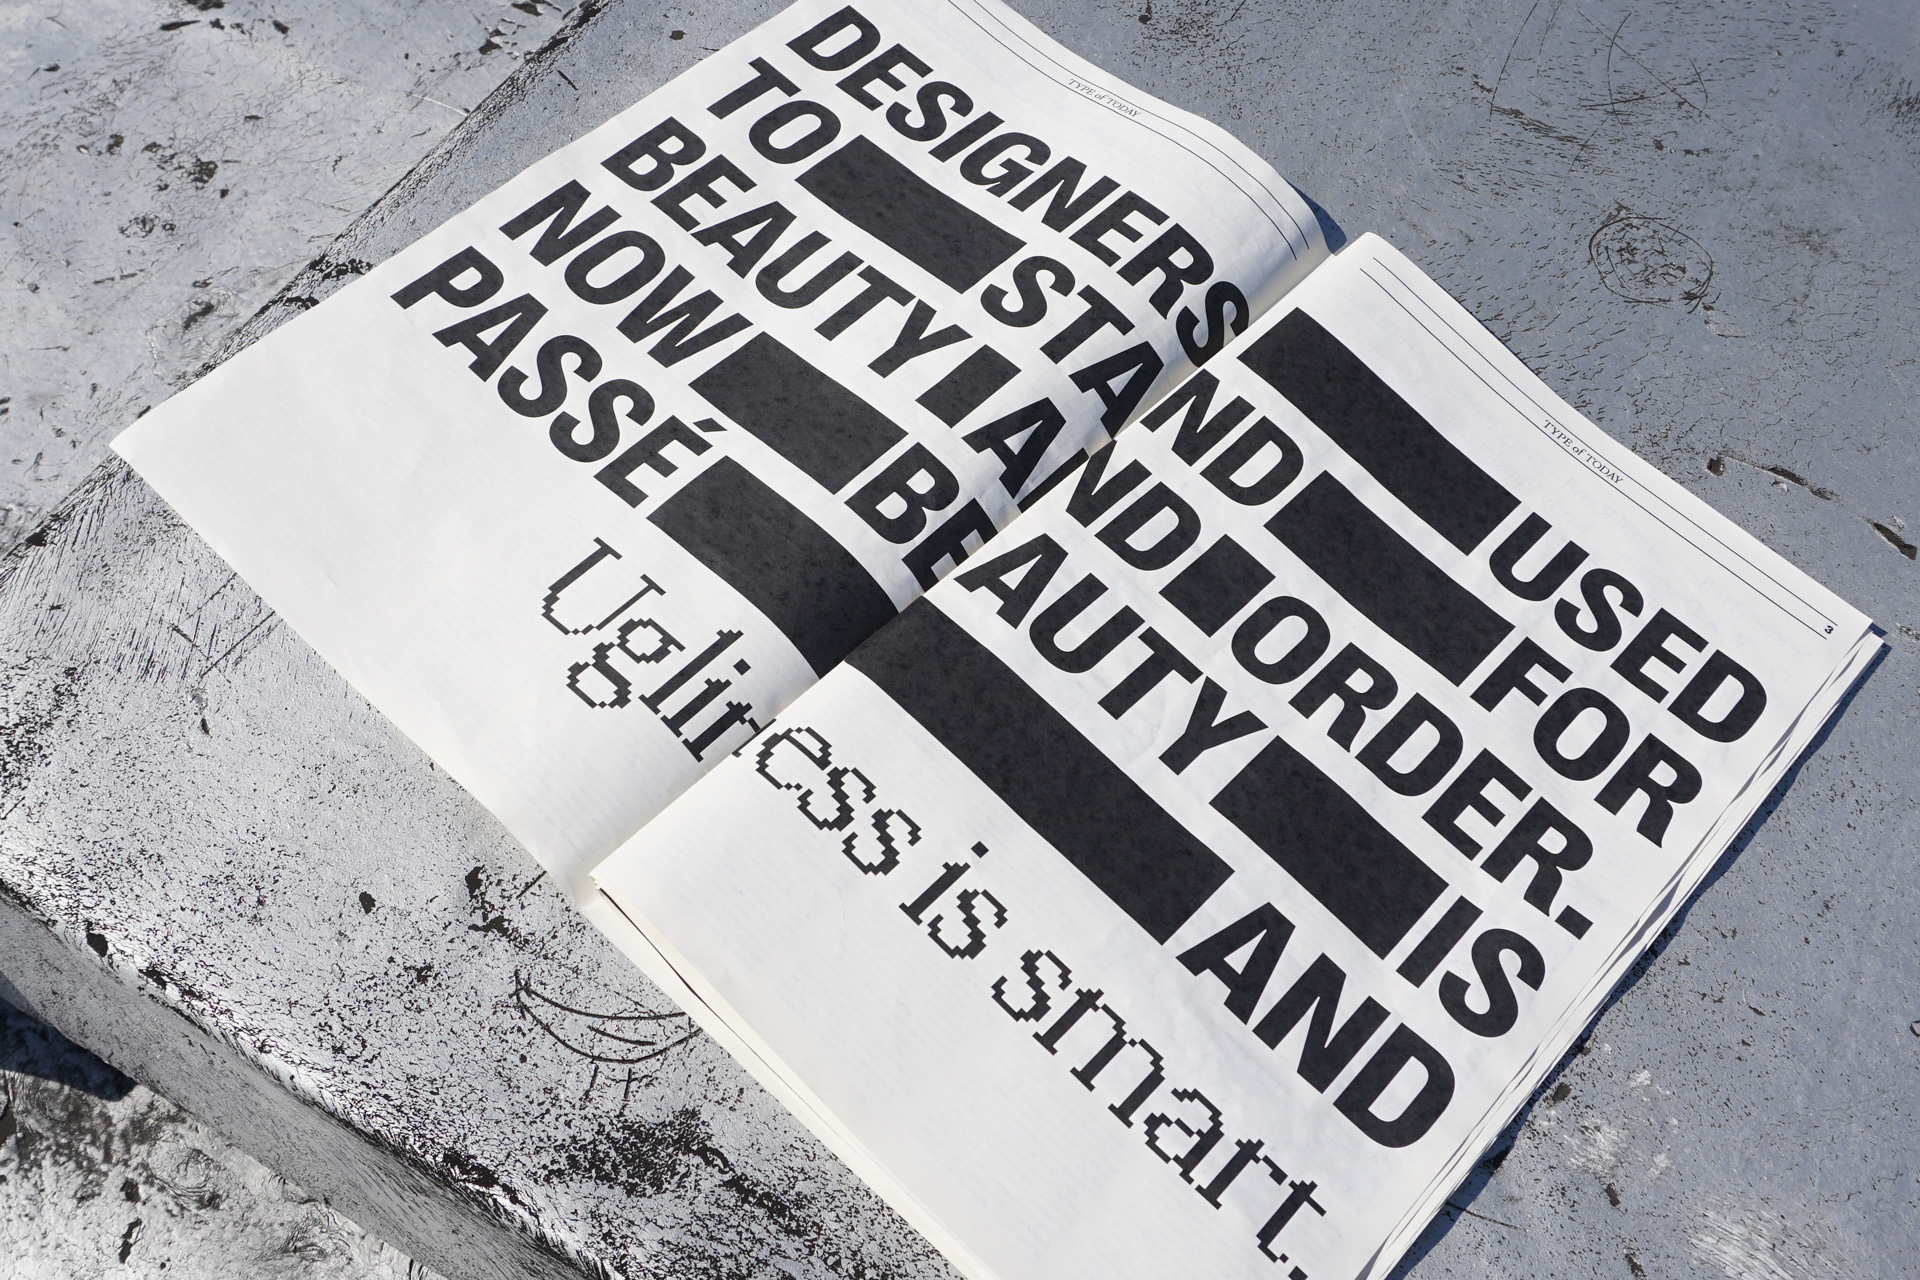 TYPE of TODAY
TYPE of TODAY
3
DESIGNERS USED
TO STAND FOR
BEAUTY AND ORDER.
NOW BEAUTY IS
PASSÉ AND
Ugliness is smart.